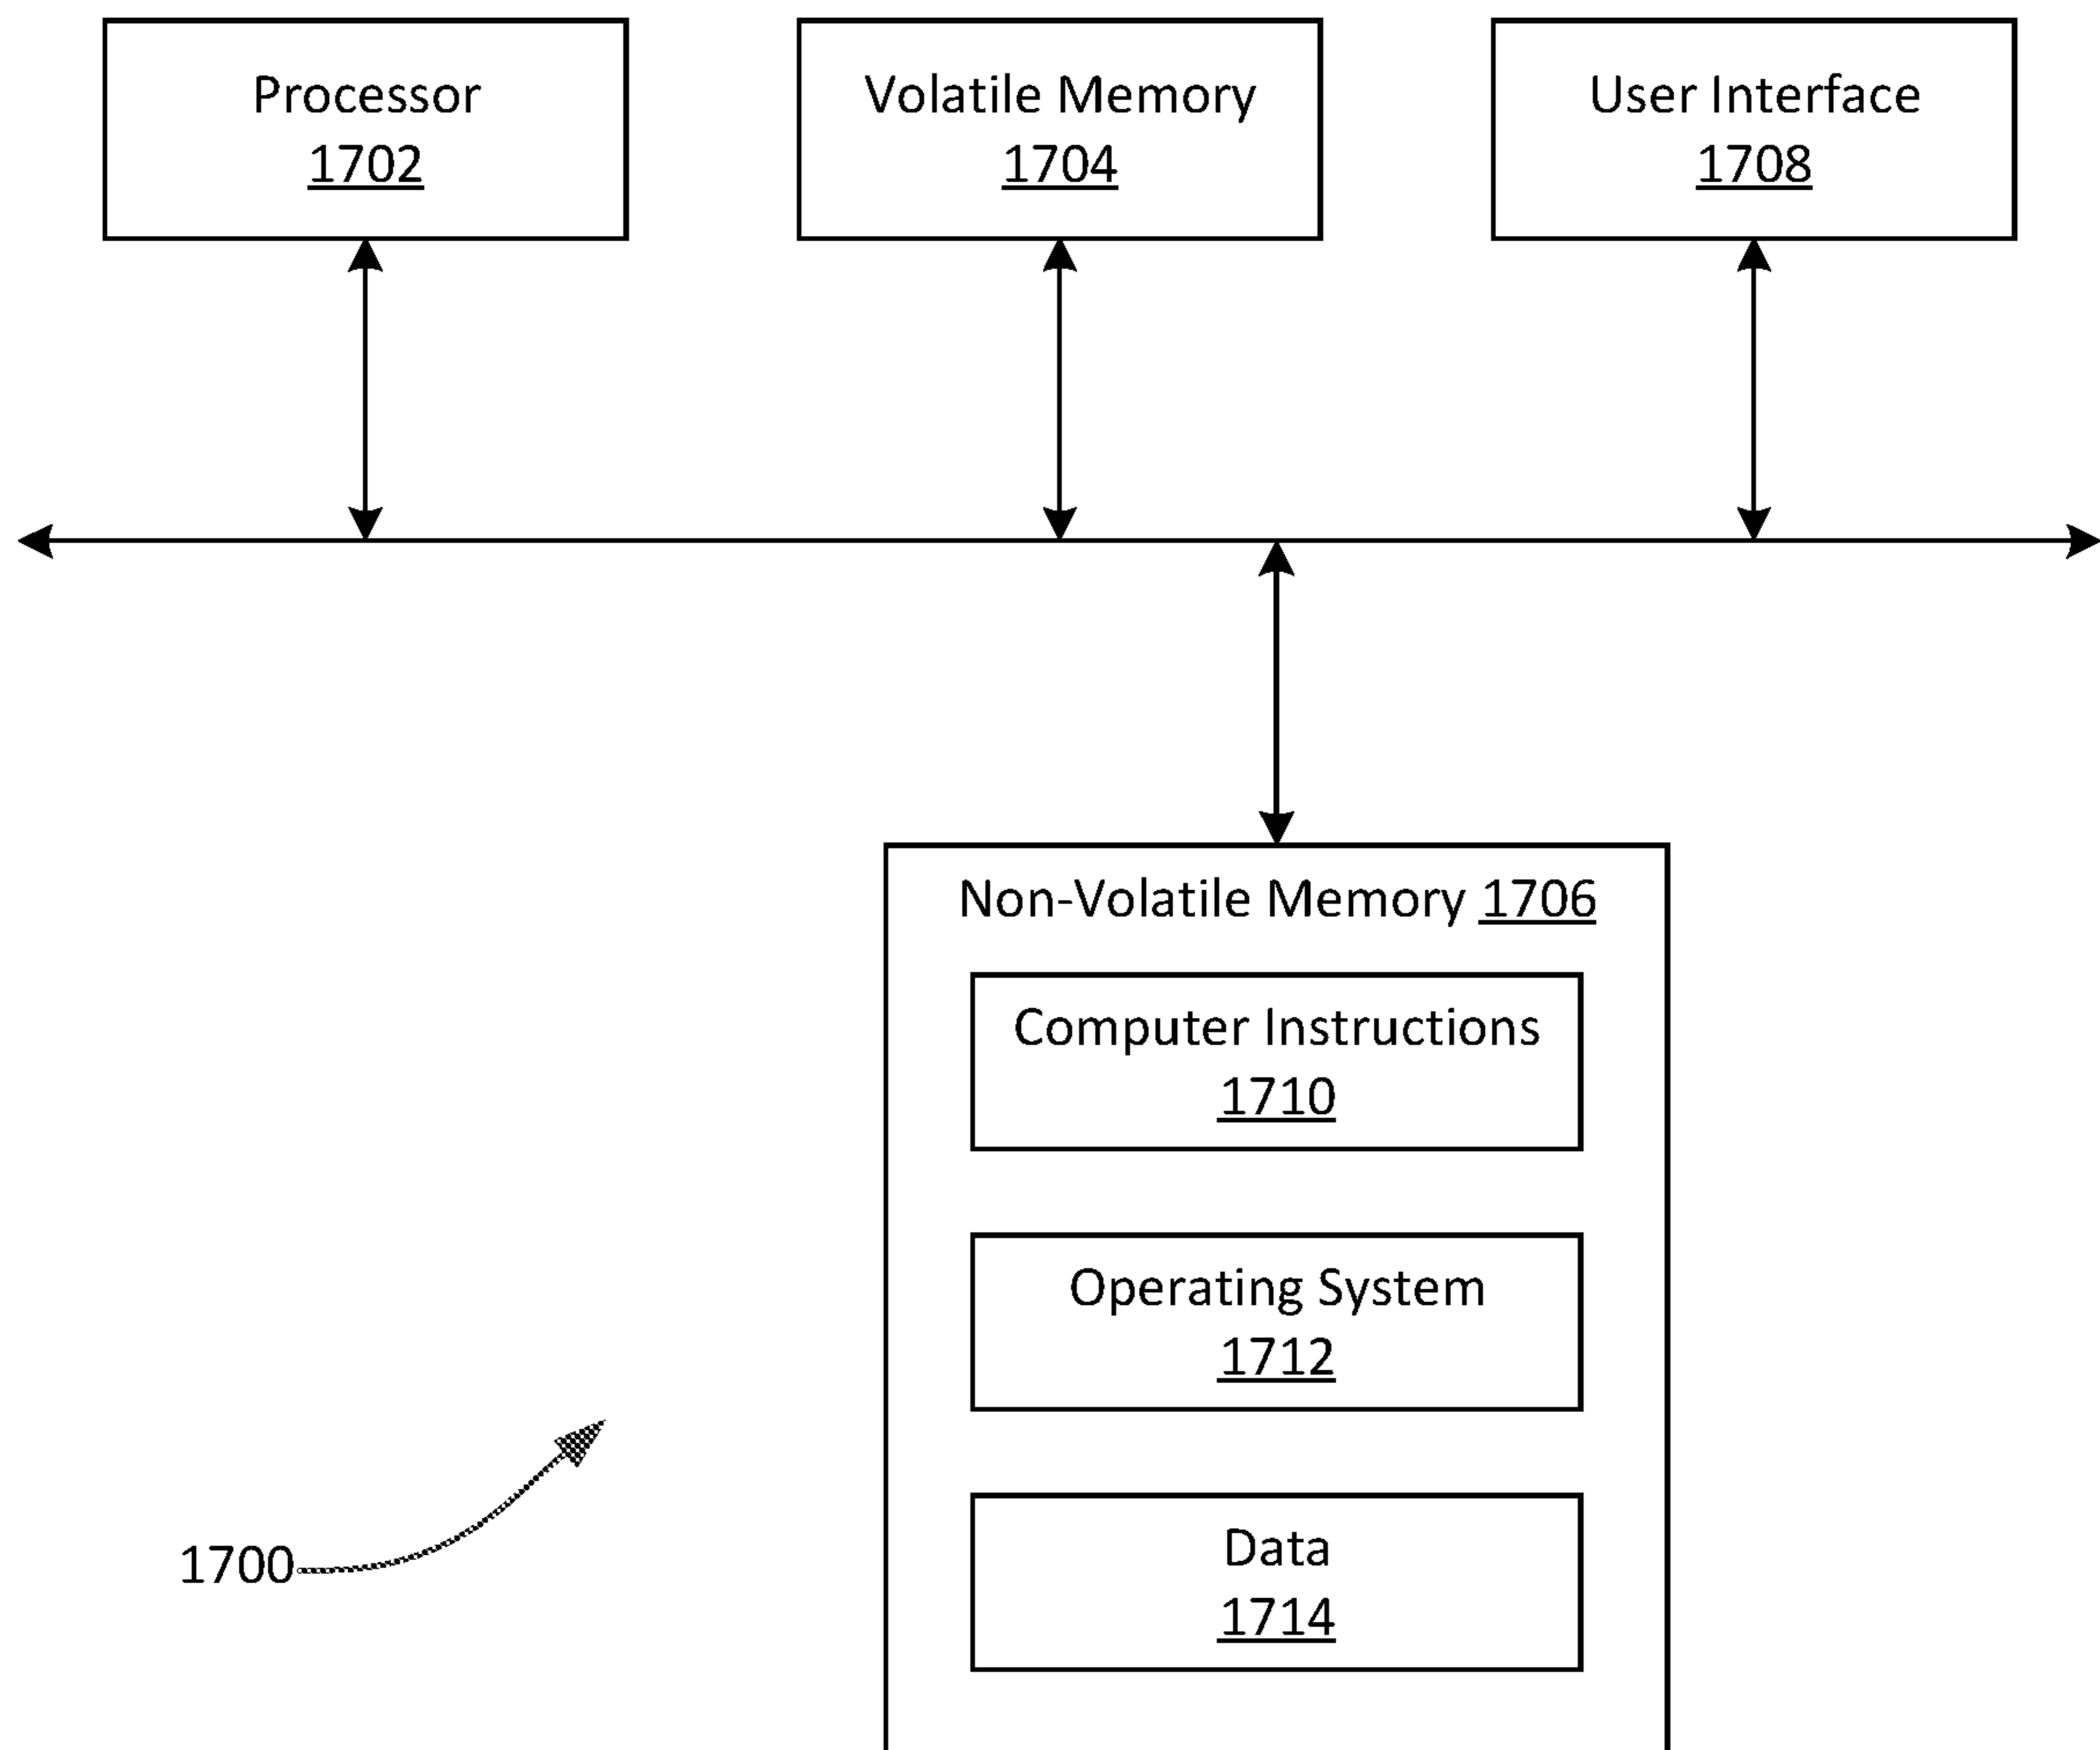 Processor
1702
Volatile Memory
1704
User Interface
1708
Non-Volatile Memory 1706
Computer Instructions
1710
Operating System
1712
Data
1714
1700